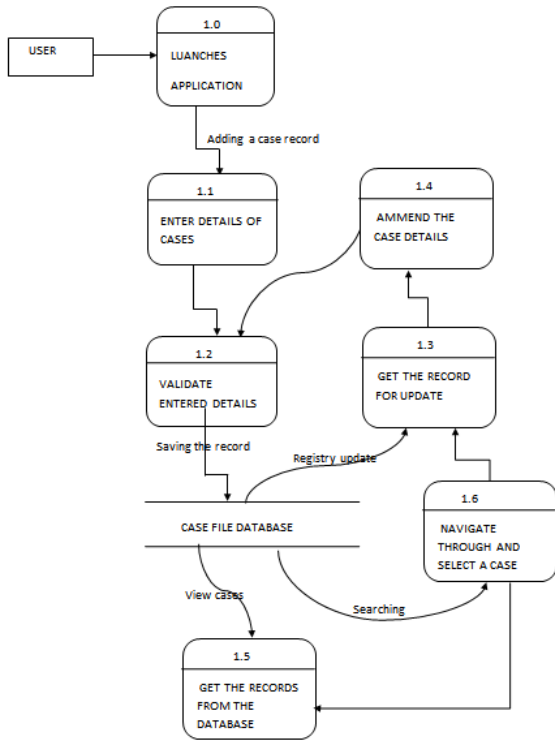 USER
1.0
LUANCHES
APPLICATION
Adding a case record
1.1
ENTER DETAILS OF
CASES
1.4
AMMEND THE
CASE DETAILS
1.2
VALIDATE
ENTERED DETAILS
1.3
GET THE RECORD
FOR UPDATE
Saving the record
Registry update
CASE FILE DATABASE
1.6
NAVIGATE
THROUGH AND
SELECT A CASE
View cases
Searching
1.5
GET THE RECORDS
FROM THE
DATABASE